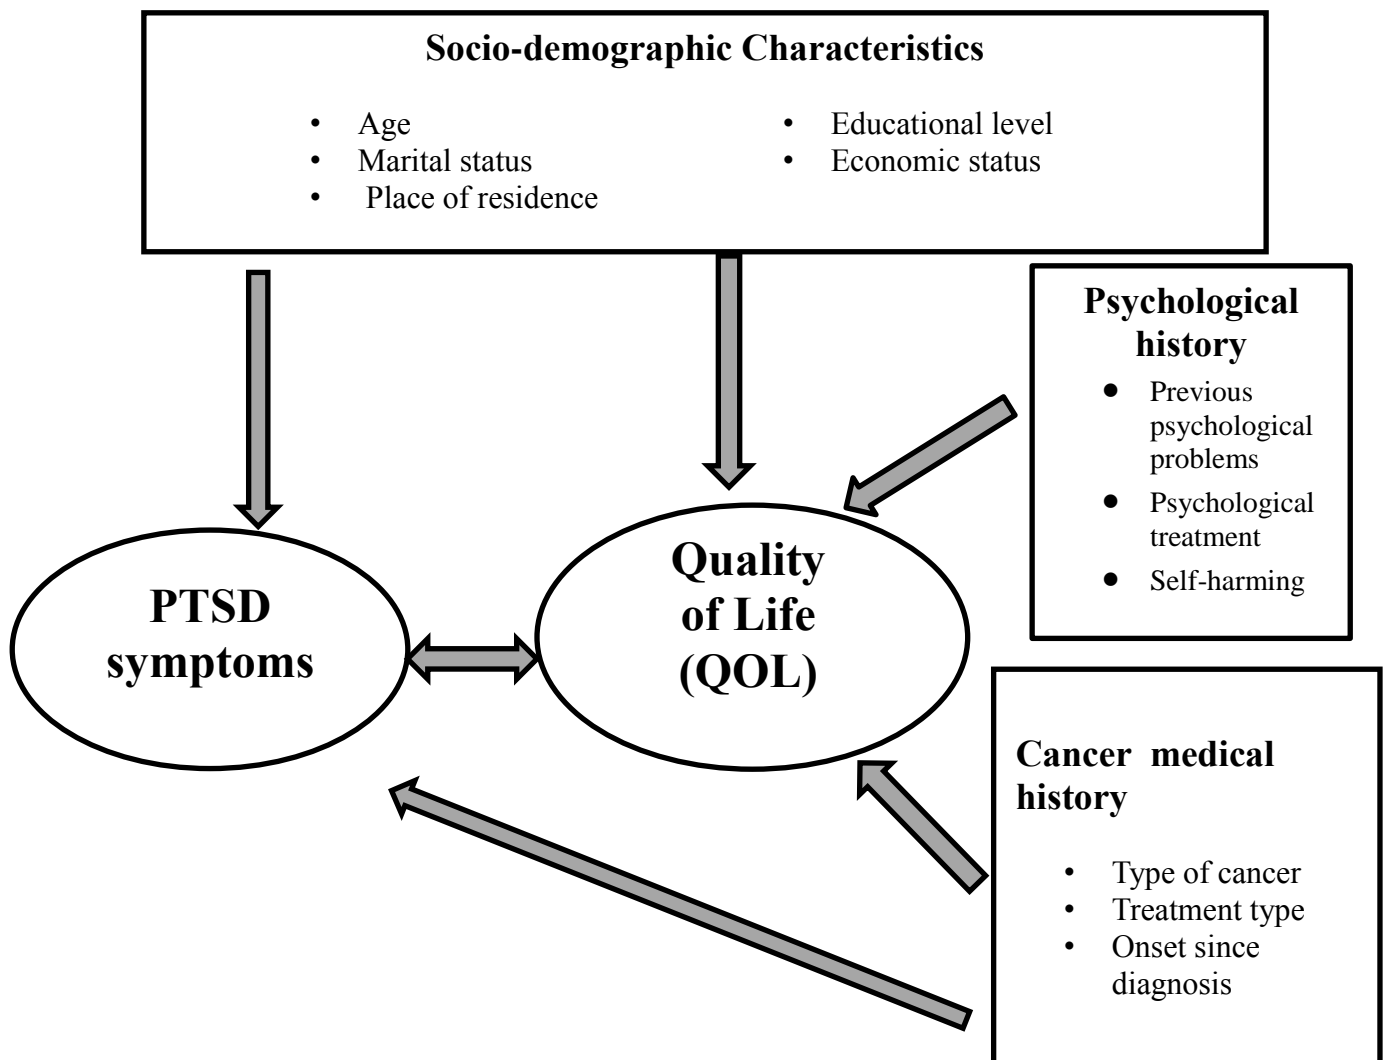 Socio-demographic Characteristics
• Age
• Marital status
• Place of residence
• Educational level
• Economic status
Psychological
history
● Previous
psychological
problems
● Psychological
treatment
● Self-harming
PTSD
symptoms
Quality
of Life
(QOL)
Cancer medical
history
• Type of cancer
• Treatment type
• Onset since
diagnosis